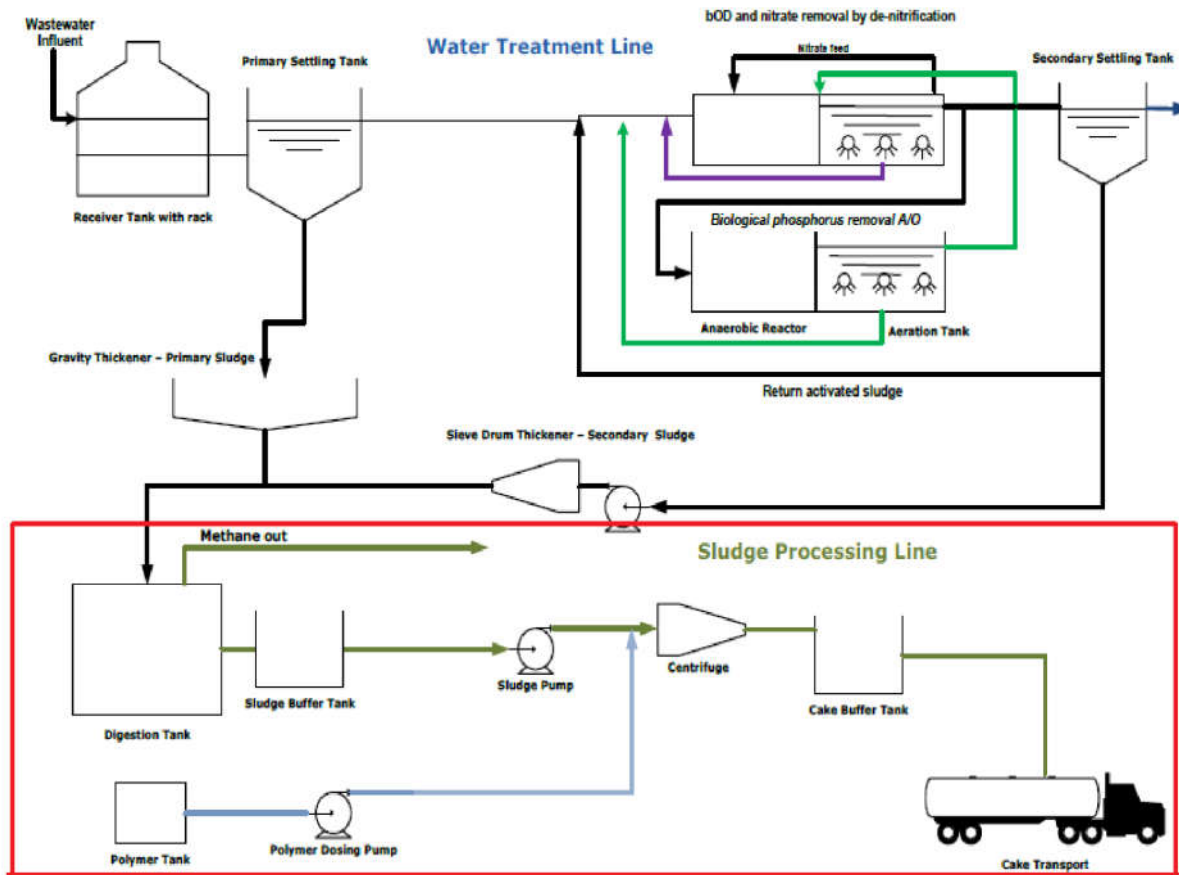 Wastewater
Influent
Water Treatment Line
bOD and nitrate removal by de-nitrification
Nitrate feed
Primary Settling Tank
Secondary Settling Tank
Receiver Tank with rack
Biological phosphorus removal A/O
Anaerobic Reactor
Aeration Tank
Gravity Thickener – Primary Sludge
Return activated sludge
Sieve Drum Thickener – Secondary Sludge
Methane out
Sludge Processing Line
Centrifuge
Sludge Pump
Sludge Buffer Tank
Cake Buffer Tank
Digestion Tank
Polymer Tank
Polymer Dosing Pump
Cake Transport